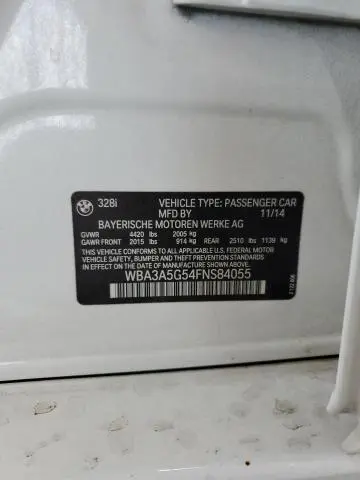 328i VEHICLE TYPE: PASSENGER CAR
MFD BY 11/14
BAYERISCHE MOTOREN WERKE AG
GVWR 4420 lbs 2005 kg
GAWR FRONT 2015 lbs 914 kg REAR 2510 lbs 1139 kg
THIS VEHICLE CONFORMS TO ALL APPLICABLE U.S. FEDERAL MOTOR
VEHICLE SAFETY, BUMPER AND THEFT PREVENTION STANDARDS
IN EFFECT ON THE DATE OF MANUFACTURE SHOWN ABOVE.
WBA3A5G54FNS84055